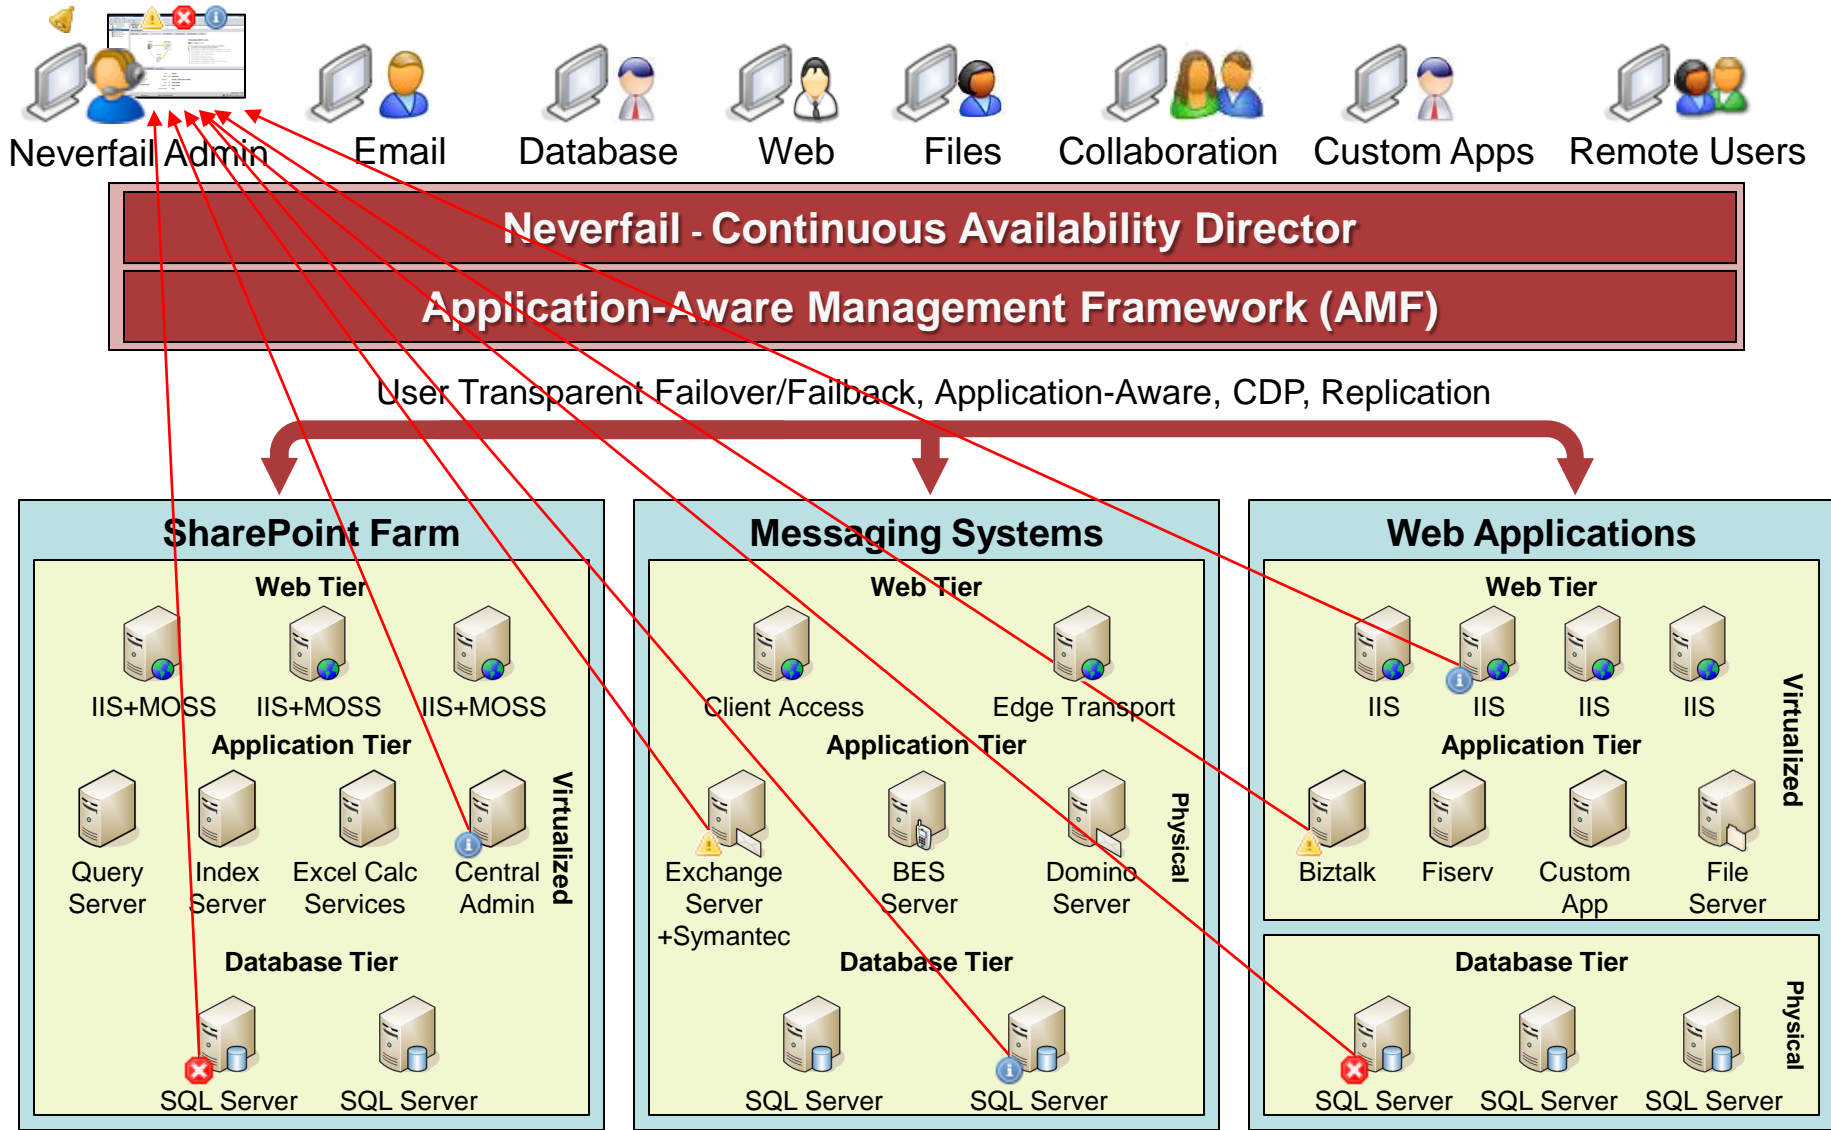 Neverfail Admin
Email
Database
Web
Files
Collaboration
Custom Apps
Remote Users
Neverfail - Continuous Availability Director
Application-Aware Management Framework (AMF)
User Transparent Failover/Failback, Application-Aware, CDP, Replication
SharePoint Farm
Web Tier
IIS+MOSS
IIS+MOSS
IIS+MOSS
Application Tier
Query
Server
Index
Server
Excel Calc
Services
Central
Admin
Virtualized
Database Tier
SQL Server
SQL Server
Messaging Systems
Web Tier
Client Access
Edge Transport
Application Tier
Exchange
Server
+Symantec
BES
Server
Domino
Server
Physical
Database Tier
SQL Server
SQL Server
Web Applications
Web Tier
IIS
IIS
IIS
IIS
Application Tier
Biztalk
Fiserv
Custom
App
File
Server
Virtualized
Database Tier
SQL Server
SQL Server
SQL Server
Physical